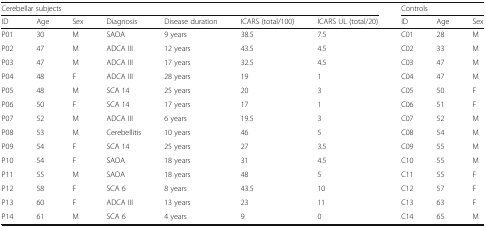 Cerebellar subjects Controls
ID Age Sex Diagnosis Disease duration ICARS (total/100) ICARS UL (total/20) ID Age Sex
P01 30 M SAOA 9 years 38.5 7.5 C01 28 M
P02 47 M ADCA III 12 years 43.5 4.5 C02 33 M
P03 47 M ADCA III 17 years 32.5 4.5 C03 47 M
P04 48 F ADCA III 28 years 19 1 C04 47 M
P05 48 M SCA 14 25 years 20 3 C05 50 F
P06 50 F SCA 14 17 years 17 1 C06 51 F
P07 52 M ADCA III 6 years 19.5 3 C07 52 M
P08 53 M Cerebellitis 10 years 46 5 C08 54 M
P09 54 F SCA 14 25 years 27 3.5 C09 55 M
P10 54 F SAOA 18 years 31 4.5 C10 55 M
P11 55 M SAOA 18 years 48 5 C11 55 F
P12 58 F SCA 6 8 years 43.5 10 C12 57 F
P13 60 F ADCA III 13 years 23 11 C13 63 F
P14 61 M SCA 6 4 years 9 0 C14 65 M